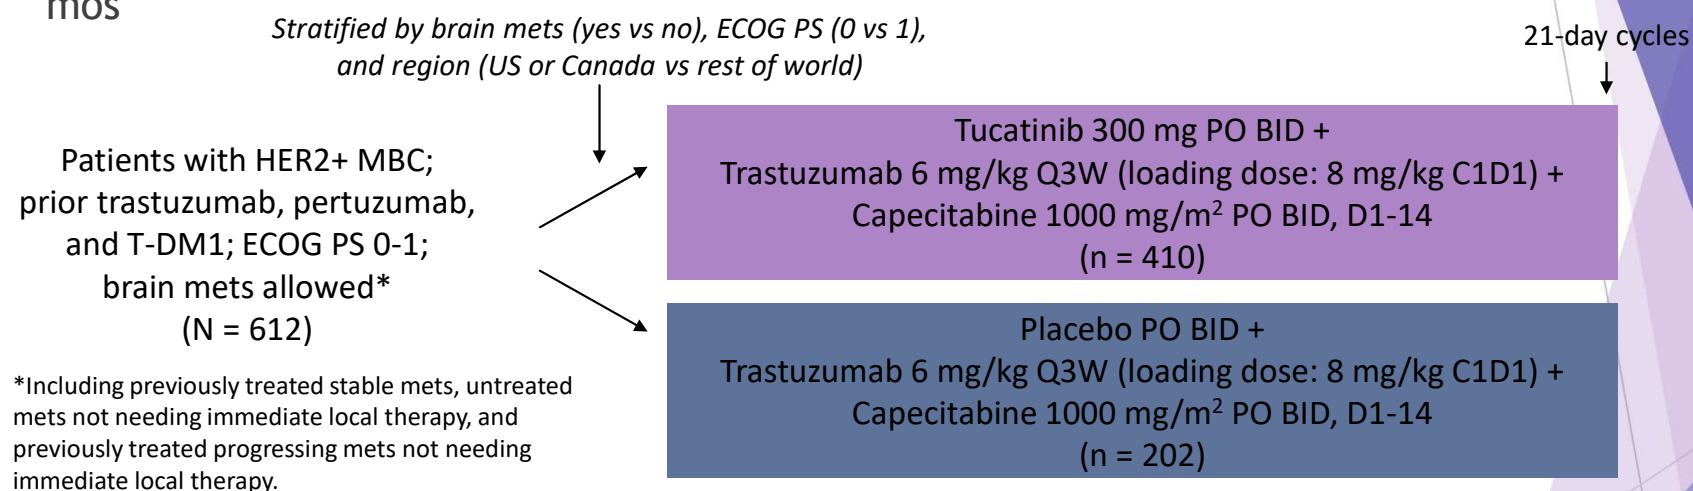 mos
Stratified by brain mets (yes vs no), ECOG PS (0 vs 1),
and region (US or Canada vs rest of world)
21-day cycles
Patients with HER2+ MBC;
prior trastuzumab, pertuzumab,
and T-DM1; ECOG PS 0-1;
brain mets allowed*
(N = 612)
*Including previously treated stable mets, untreated
mets not needing immediate local therapy, and
previously treated progressing mets not needing
immediate local therapy.
Tucatinib 300 mg PO BID +
Trastuzumab 6 mg/kg Q3W (loading dose: 8 mg/kg C1D1) +
Capecitabine 1000 mg/m² PO BID, D1-14
(n = 410)
Placebo PO BID +
Trastuzumab 6 mg/kg Q3W (loading dose: 8 mg/kg C1D1) +
Capecitabine 1000 mg/m² PO BID, D1-14
(n = 202)